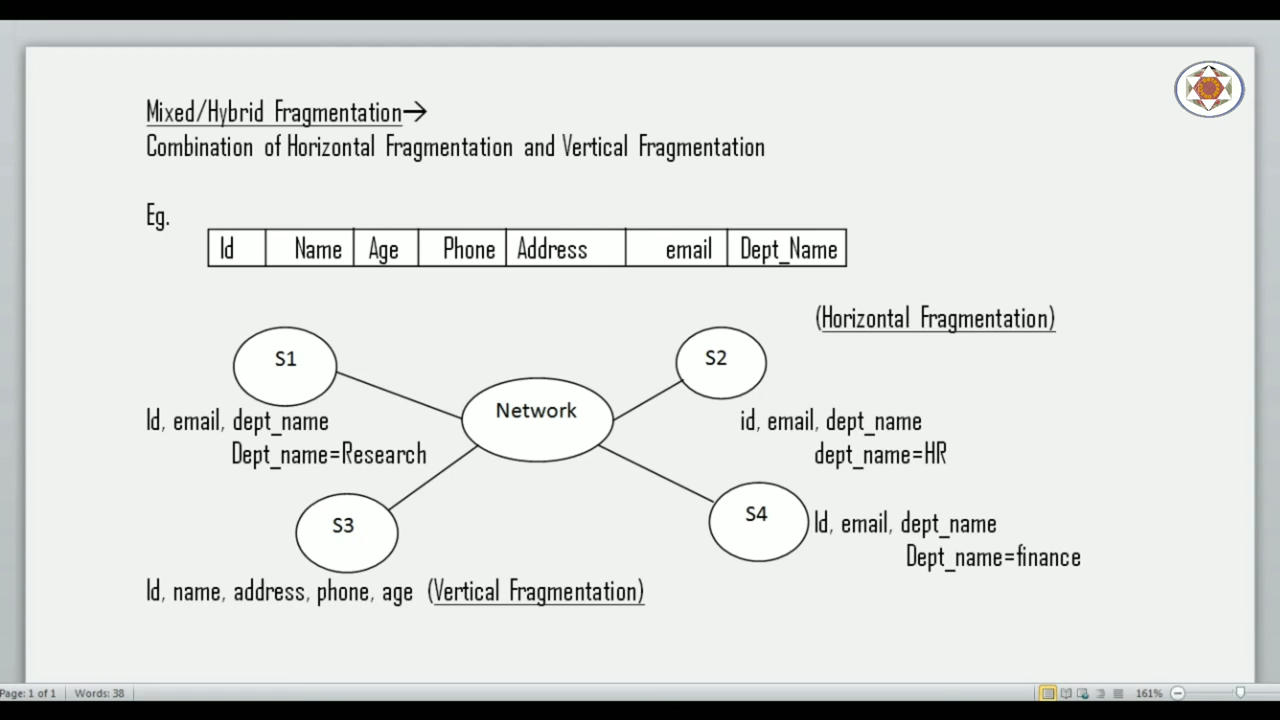 Mixed/Hybrid Fragmentation→
Combination of Horizontal Fragmentation and Vertical Fragmentation
Eg.
Id Name Age Phone Address email Dept_Name
(Horizontal Fragmentation)
S1
S2
Network
Id, email, dept_name
Dept_name=Research
id, email, dept_name
dept_name=HR
S3
S4
Id, email, dept_name
Dept_name=finance
Id, name, address, phone, age (Vertical Fragmentation)
Page: 1 of 1 Words: 38 161%